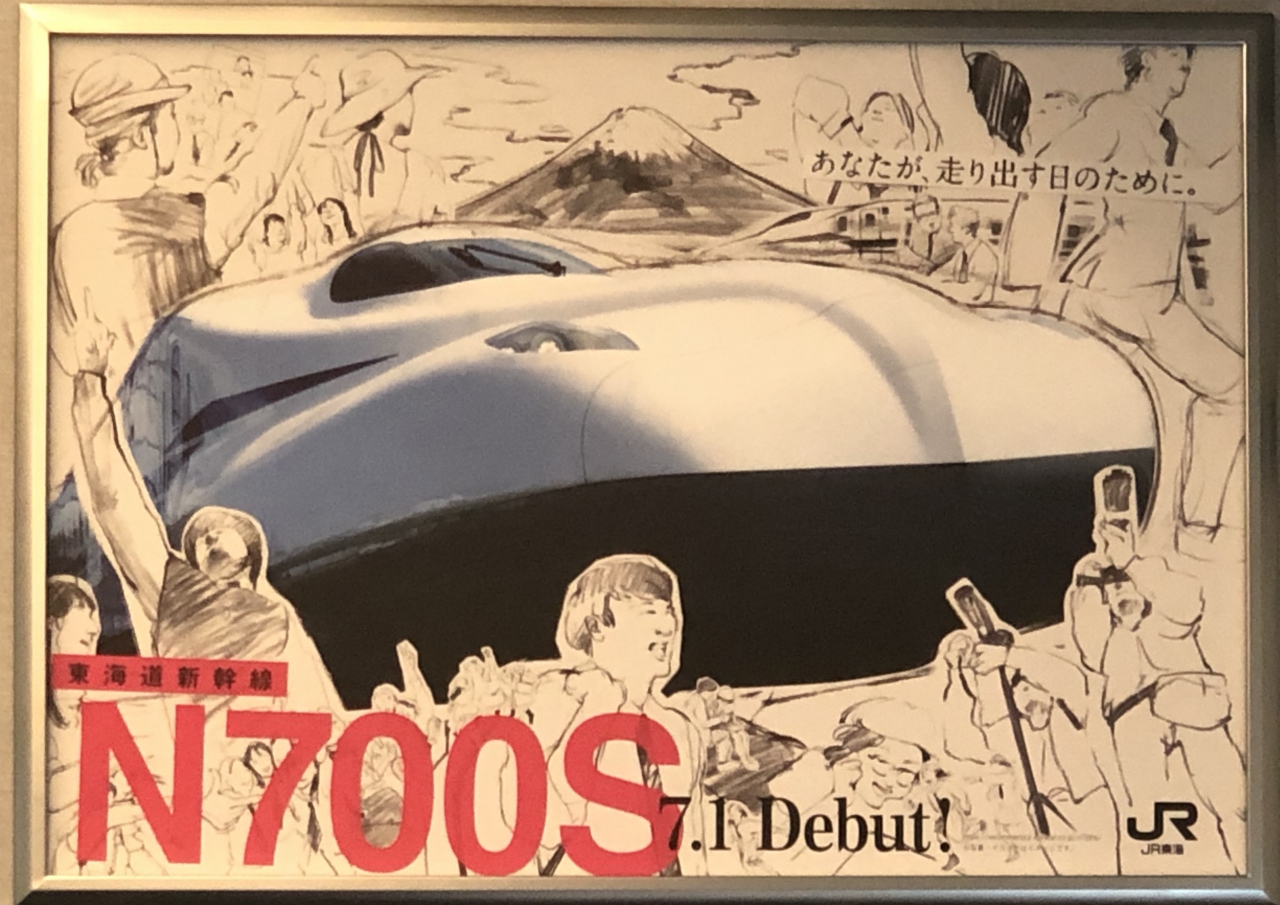 あなたが、走り出す日のために。
東海道新幹線
N700S
7.1 Debut!
JR
JR東海